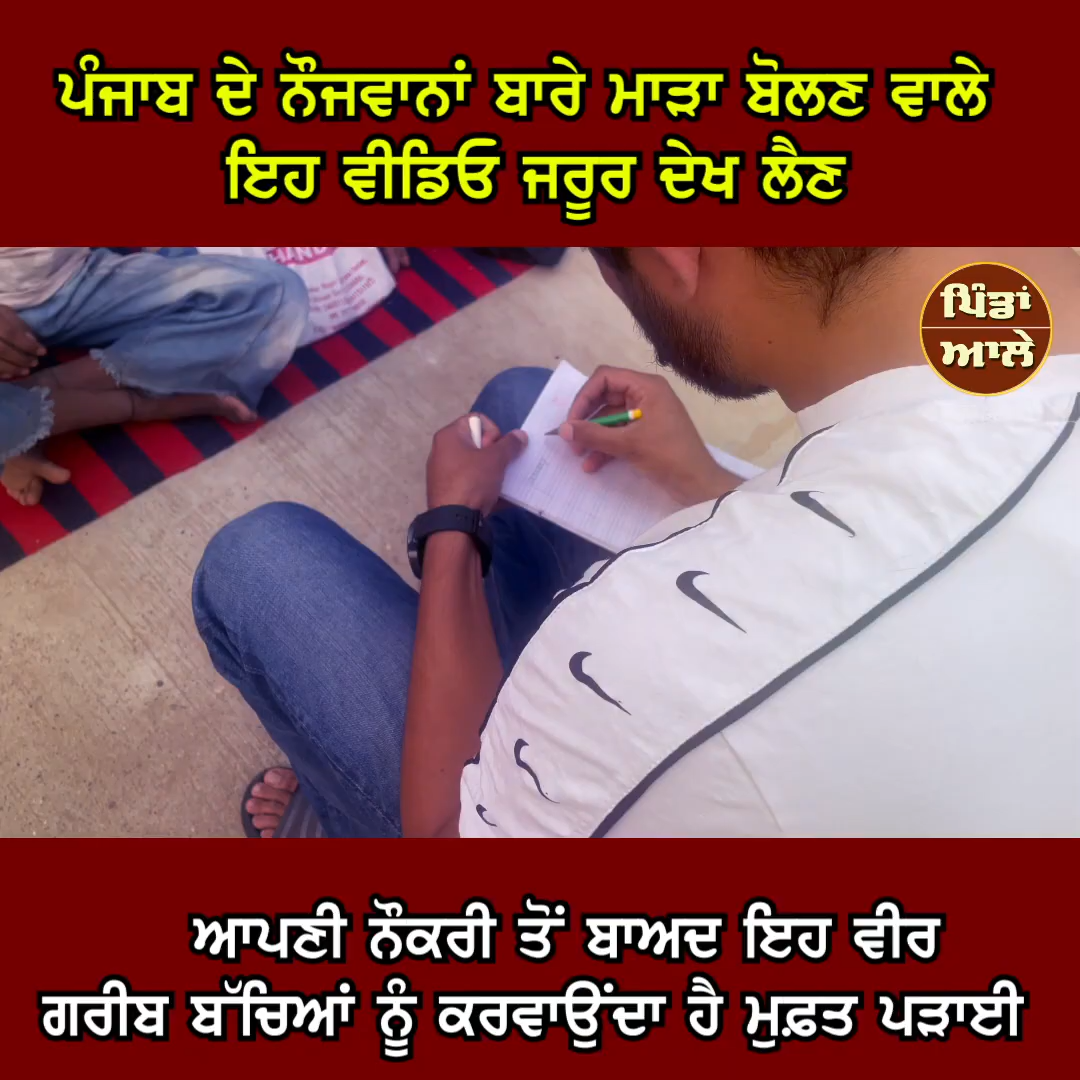 ਪੰਜਾਬ ਦੇ ਨੌਜਵਾਨਾਂ ਬਾਰੇ ਮਾੜਾ ਬੋਲਣ ਵਾਲੇ
ਇਹ ਵੀਡਿਓ ਜਰੂਰ ਦੇਖ ਲੈਣ
ਪਿੰਡਾਂ
ਆਲੇ
ਆਪਣੀ ਨੌਕਰੀ ਤੋਂ ਬਾਅਦ ਇਹ ਵੀਰ
ਗਰੀਬ ਬੱਚਿਆਂ ਨੂੰ ਕਰਵਾਉਂਦਾ ਹੈ ਮੁਫ਼ਤ ਪੜਾਈ